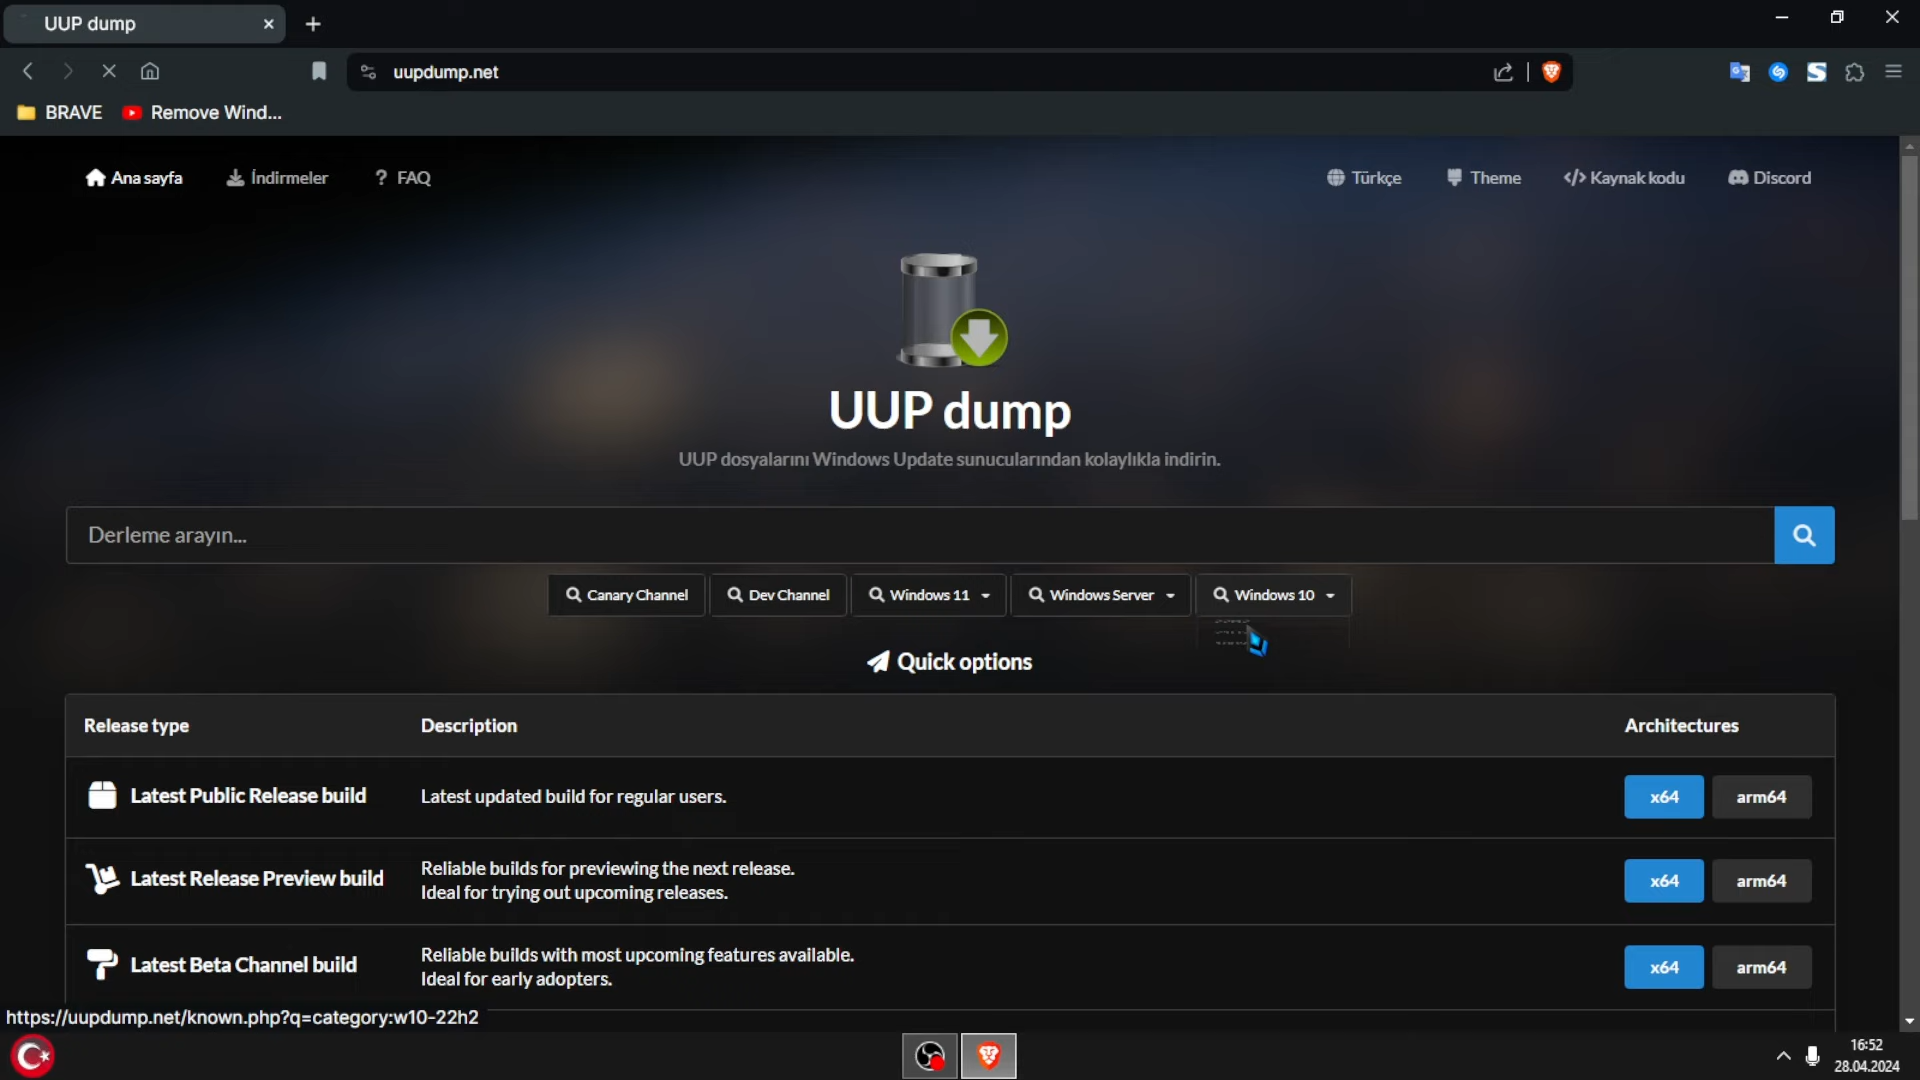 UUP dump
uupdump.net
BRAVE
Remove Wind...
Ana sayfa
İndirmeler
? FAQ
Türkçe
Theme
</> Kaynak kodu
Discord
UUP dump
UUP dosyalarını Windows Update sunucularından kolaylıkla indirin.
Derleme arayın...
Canary Channel
Dev Channel
Windows 11
Windows Server
Windows 10
Quick options
Release type
Description
Architectures
Latest Public Release build
Latest updated build for regular users.
x64
arm64
Latest Release Preview build
Reliable builds for previewing the next release.
Ideal for trying out upcoming releases.
x64
arm64
Latest Beta Channel build
Reliable builds with most upcoming features available.
Ideal for early adopters.
x64
arm64
https://uupdump.net/known.php?q=category:w10-22h2
16:52
28.04.2024